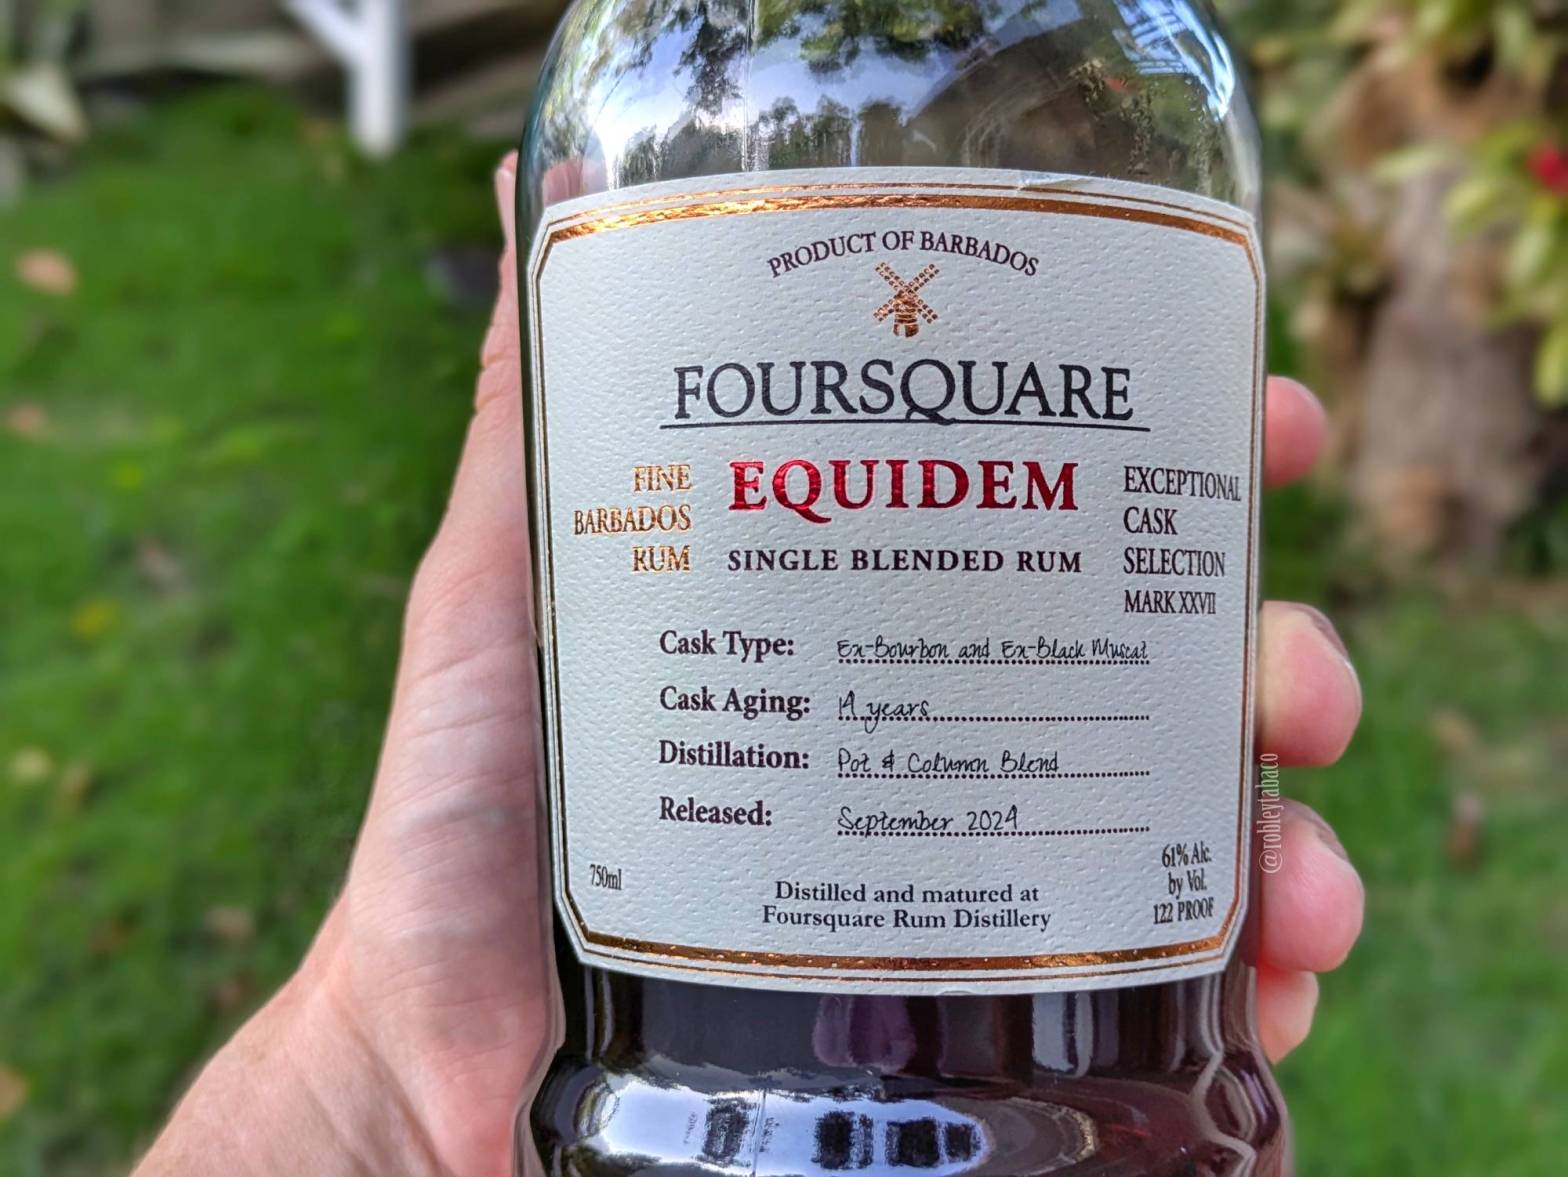 PRODUCT OF BARBADOS
FOURSQUARE
FINE
BARBADOS
RUM
EQUIDEM
SINGLE BLENDED RUM
EXCEPTIONAL
CASK
SELECTION
MARK XXVII
Cask Type: Ex-Bourbon and Ex-Black Muscat
Cask Aging: 14 years
Distillation: Pot & Column Blend
Released: September 2024
750ml
Distilled and matured at
Foursquare Rum Distillery
61% Alc.
by Vol.
122 PROOF
@robleytabaco